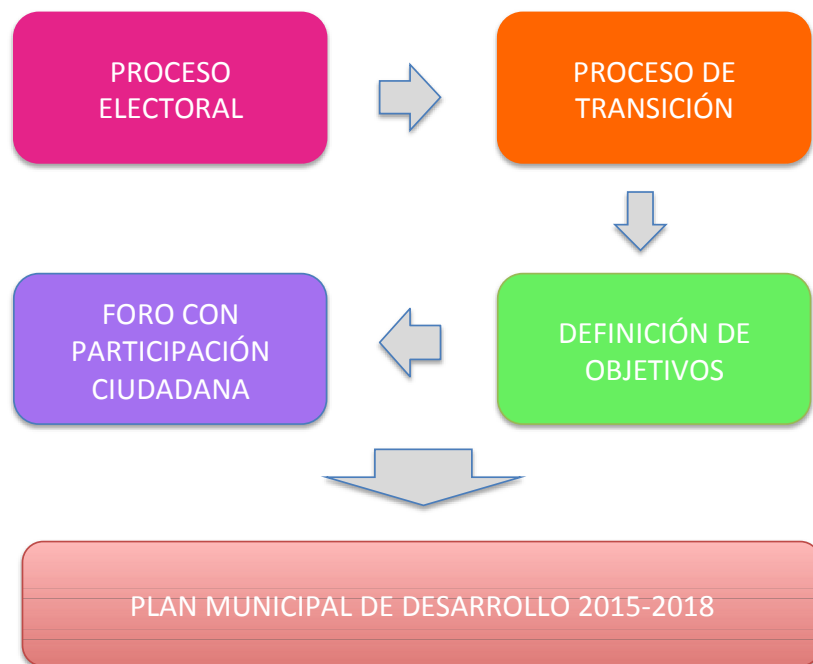 PROCESO
ELECTORAL
PROCESO DE
TRANSICIÓN
DEFINICIÓN DE
OBJETIVOS
FORO CON
PARTICIPACIÓN
CIUDADANA
PLAN MUNICIPAL DE DESARROLLO 2015-2018